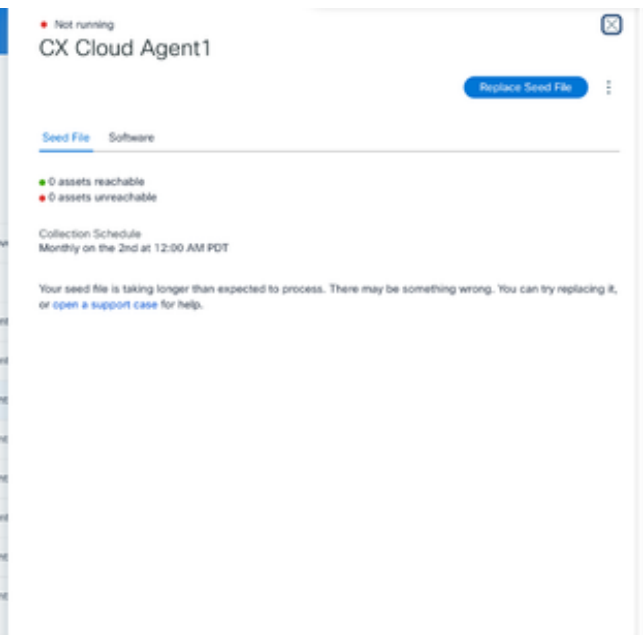 Not running
CX Cloud Agent1
Replace Seed File
Seed File Software
0 assets reachable
0 assets unreachable
Collection Schedule
Monthly on the 2nd at 12:00 AM PDT
Your seed file is taking longer than expected to process. There may be something wrong. You can try replacing it,
or open a support case for help.